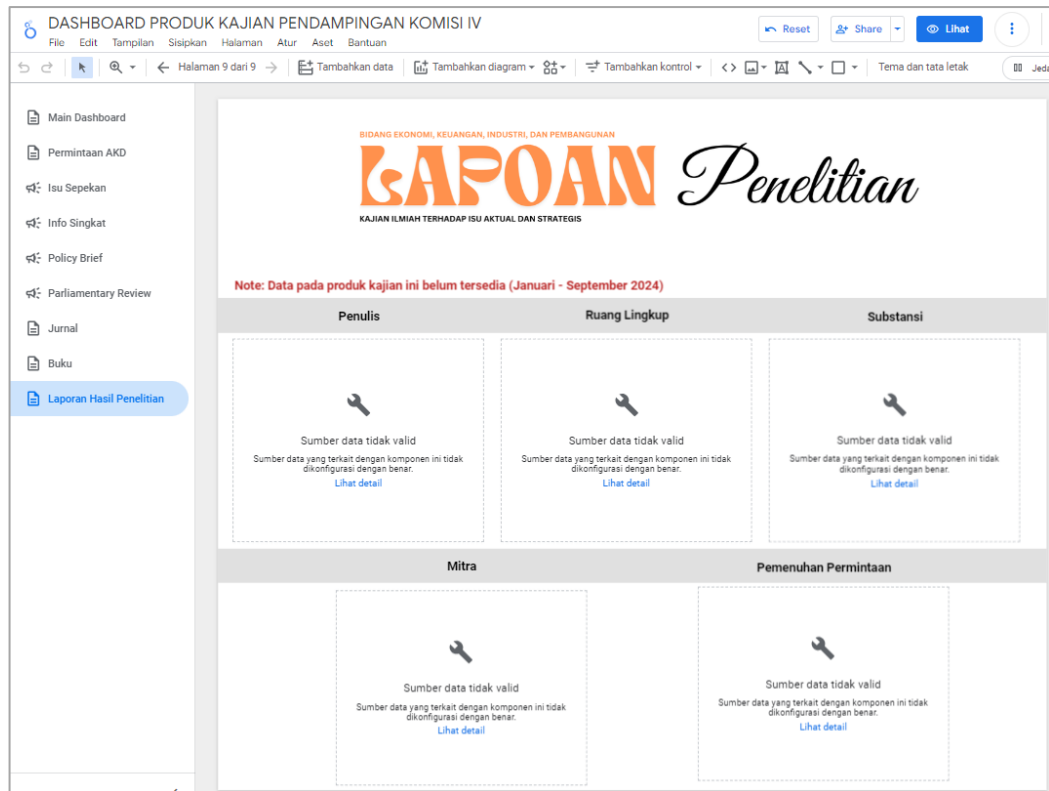 DASHBOARD PRODUK KAJIAN PENDAMPINGAN KOMISI IV
File Edit Tampilan Sisipkan Halaman Atur Aset Bantuan
Reset
Share
Lihat
Halaman 9 dari 9
Tambahkan data
Tambahkan diagram
Tambahkan kontrol
Tema dan tata letak
Jeda
Main Dashboard
Permintaan AKD
Isu Sepekan
Info Singkat
Policy Brief
Parliamentary Review
Jurnal
Buku
Laporan Hasil Penelitian
BIDANG EKONOMI, KEUANGAN, INDUSTRI, DAN PEMBANGUNAN
LAPOAN Penelitian
KAJIAN ILMIAH TERHADAP ISU AKTUAL DAN STRATEGIS
Note: Data pada produk kajian ini belum tersedia (Januari - September 2024)
Penulis
Ruang Lingkup
Substansi
Sumber data tidak valid
Sumber data yang terkait dengan komponen ini tidak
dikonfigurasi dengan benar.
Lihat detail
Sumber data tidak valid
Sumber data yang terkait dengan komponen ini tidak
dikonfigurasi dengan benar.
Lihat detail
Sumber data tidak valid
Sumber data yang terkait dengan komponen ini tidak
dikonfigurasi dengan benar.
Lihat detail
Mitra
Pemenuhan Permintaan
Sumber data tidak valid
Sumber data yang terkait dengan komponen ini tidak
dikonfigurasi dengan benar.
Lihat detail
Sumber data tidak valid
Sumber data yang terkait dengan komponen ini tidak
dikonfigurasi dengan benar.
Lihat detail